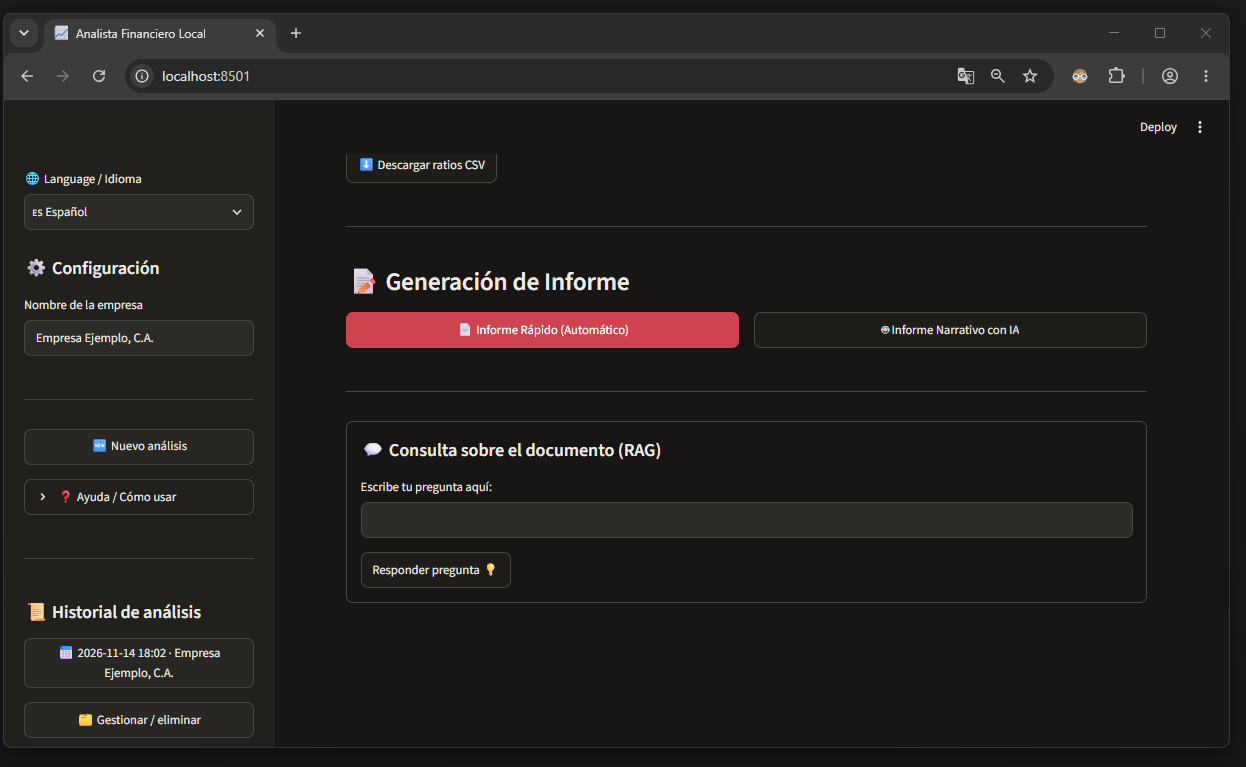 Analista Financiero Local
localhost:8501
Deploy
Language / Idioma
ES Español
Configuración
Nombre de la empresa
Empresa Ejemplo, C.A.
NEW Nuevo análisis
Ayuda / Cómo usar
Historial de análisis
2026-11-14 18:02 · Empresa
Ejemplo, C.A.
Gestionar / eliminar
Descargar ratios CSV
Generación de Informe
Informe Rápido (Automático)
Informe Narrativo con IA
Consulta sobre el documento (RAG)
Escribe tu pregunta aquí:
Responder pregunta